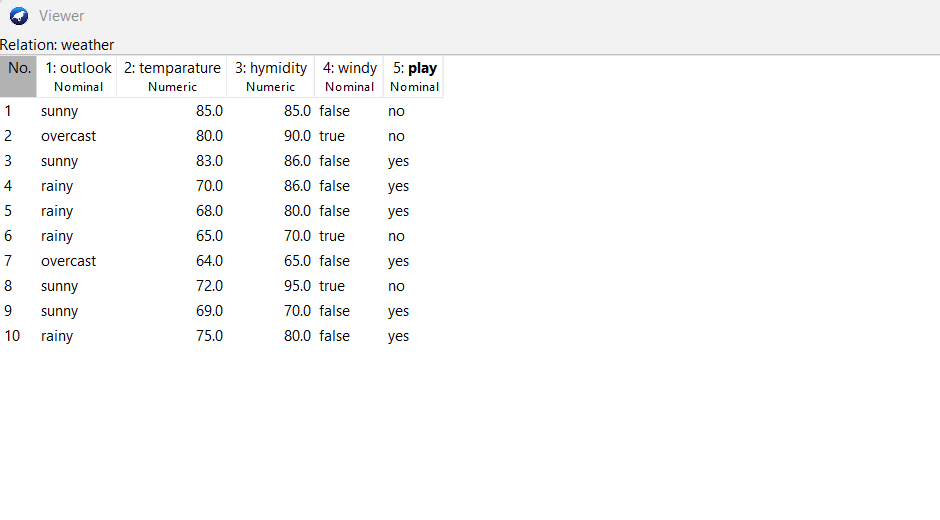 Viewer
Relation: weather
No. 1: outlook 2: temparature 3: hymidity 4: windy 5: play
Nominal Numeric Numeric Nominal Nominal
1 sunny 85.0 85.0 false no
2 overcast 80.0 90.0 true no
3 sunny 83.0 86.0 false yes
4 rainy 70.0 86.0 false yes
5 rainy 68.0 80.0 false yes
6 rainy 65.0 70.0 true no
7 overcast 64.0 65.0 false yes
8 sunny 72.0 95.0 true no
9 sunny 69.0 70.0 false yes
10 rainy 75.0 80.0 false yes